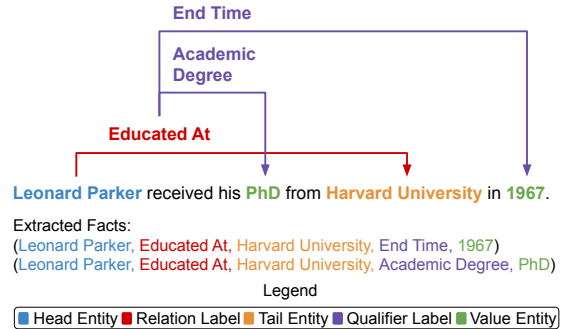 End Time
Academic
Degree
Educated At
Leonard Parker received his PhD from Harvard University in 1967.
Extracted Facts:
(Leonard Parker, Educated At, Harvard University, End Time, 1967)
(Leonard Parker, Educated At, Harvard University, Academic Degree, PhD)
Legend
Head Entity Relation Label Tail Entity Qualifier Label Value Entity